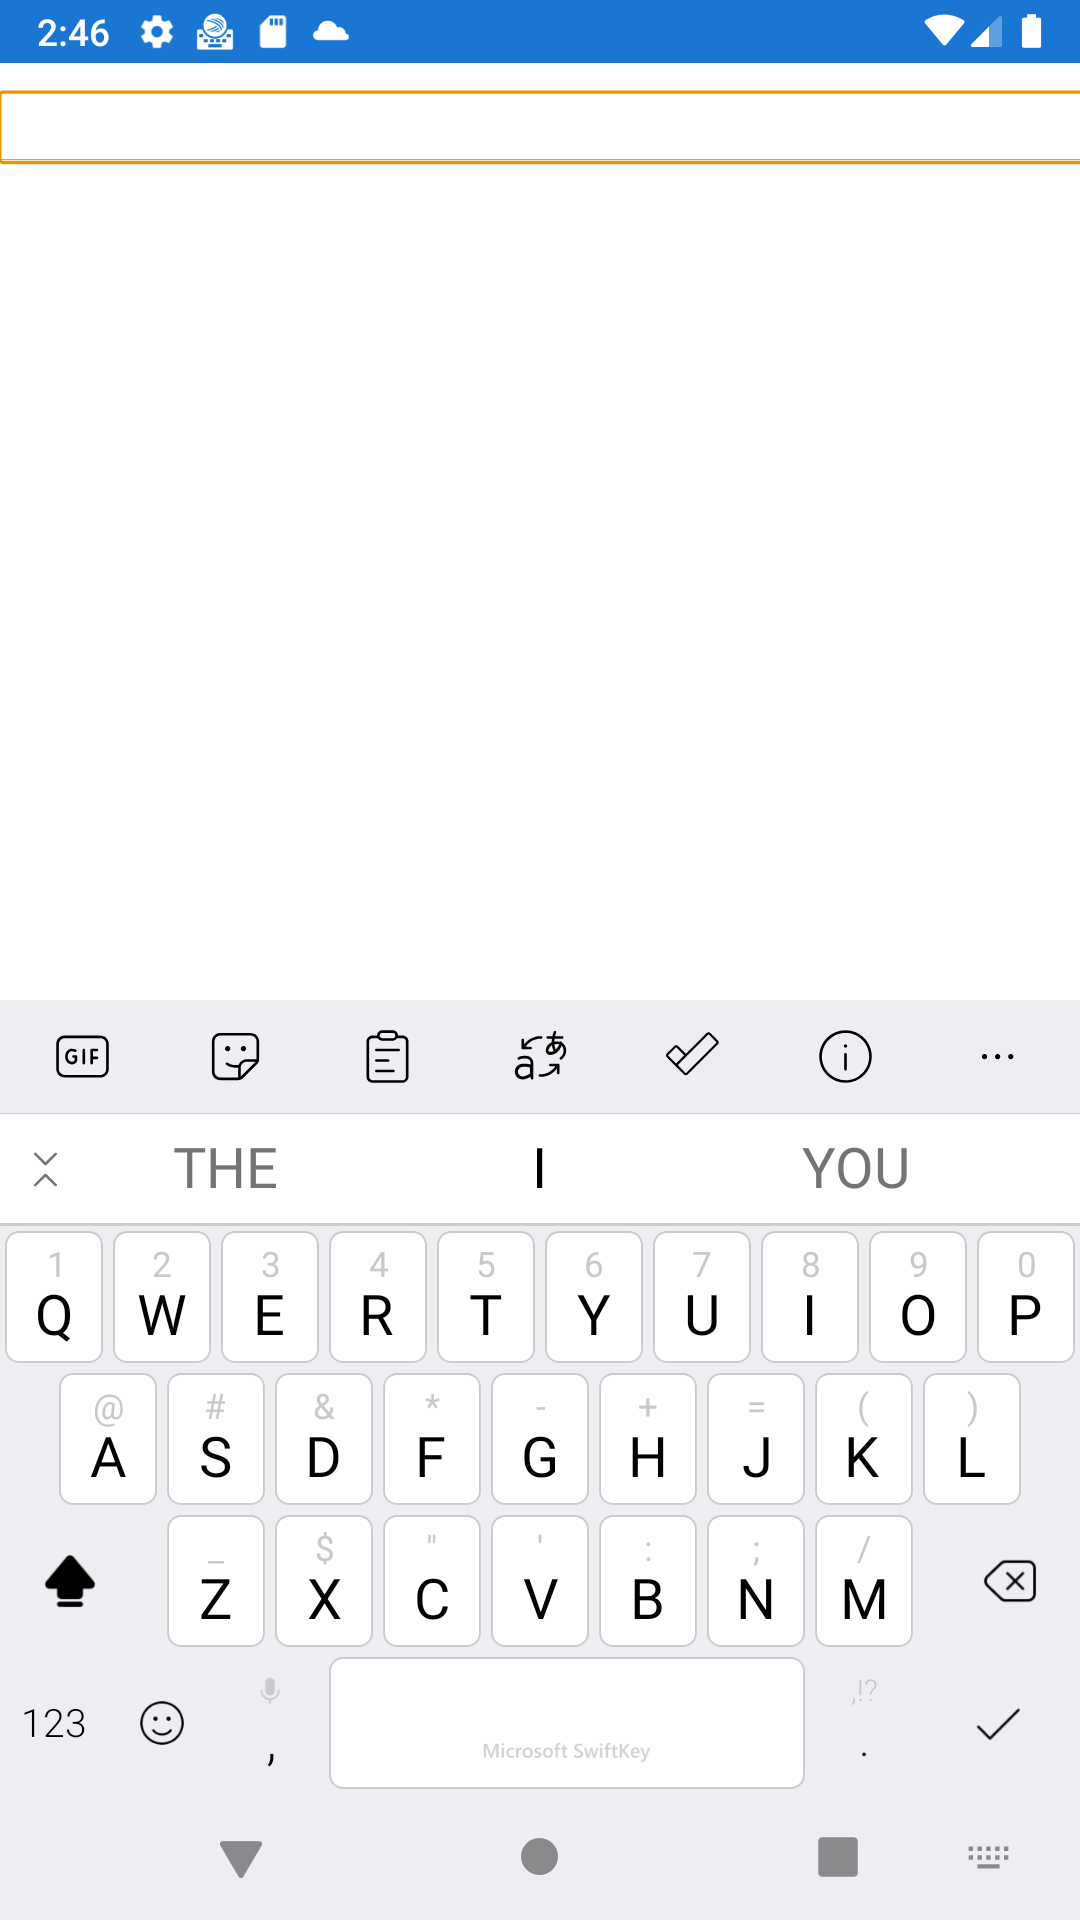 2:46
GIF
THE I YOU
1 2 3 4 5 6 7 8 9 0
Q W E R T Y U I O P
@ # & * - + = ( )
A S D F G H J K L
_ $ " ' : ; /
Z X C V B N M
,!?
123 , Microsoft SwiftKey .